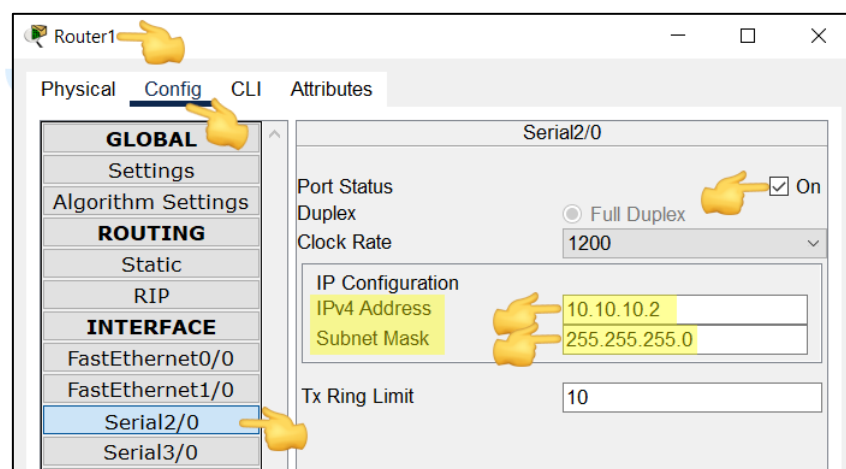 Router1
Physical Config CLI Attributes
GLOBAL
Settings
Algorithm Settings
ROUTING
Static
RIP
INTERFACE
FastEthernet0/0
FastEthernet1/0
Serial2/0
Serial3/0
Serial2/0
Port Status On
Duplex Full Duplex
Clock Rate 1200
IP Configuration
IPv4 Address 10.10.10.2
Subnet Mask 255.255.255.0
Tx Ring Limit 10